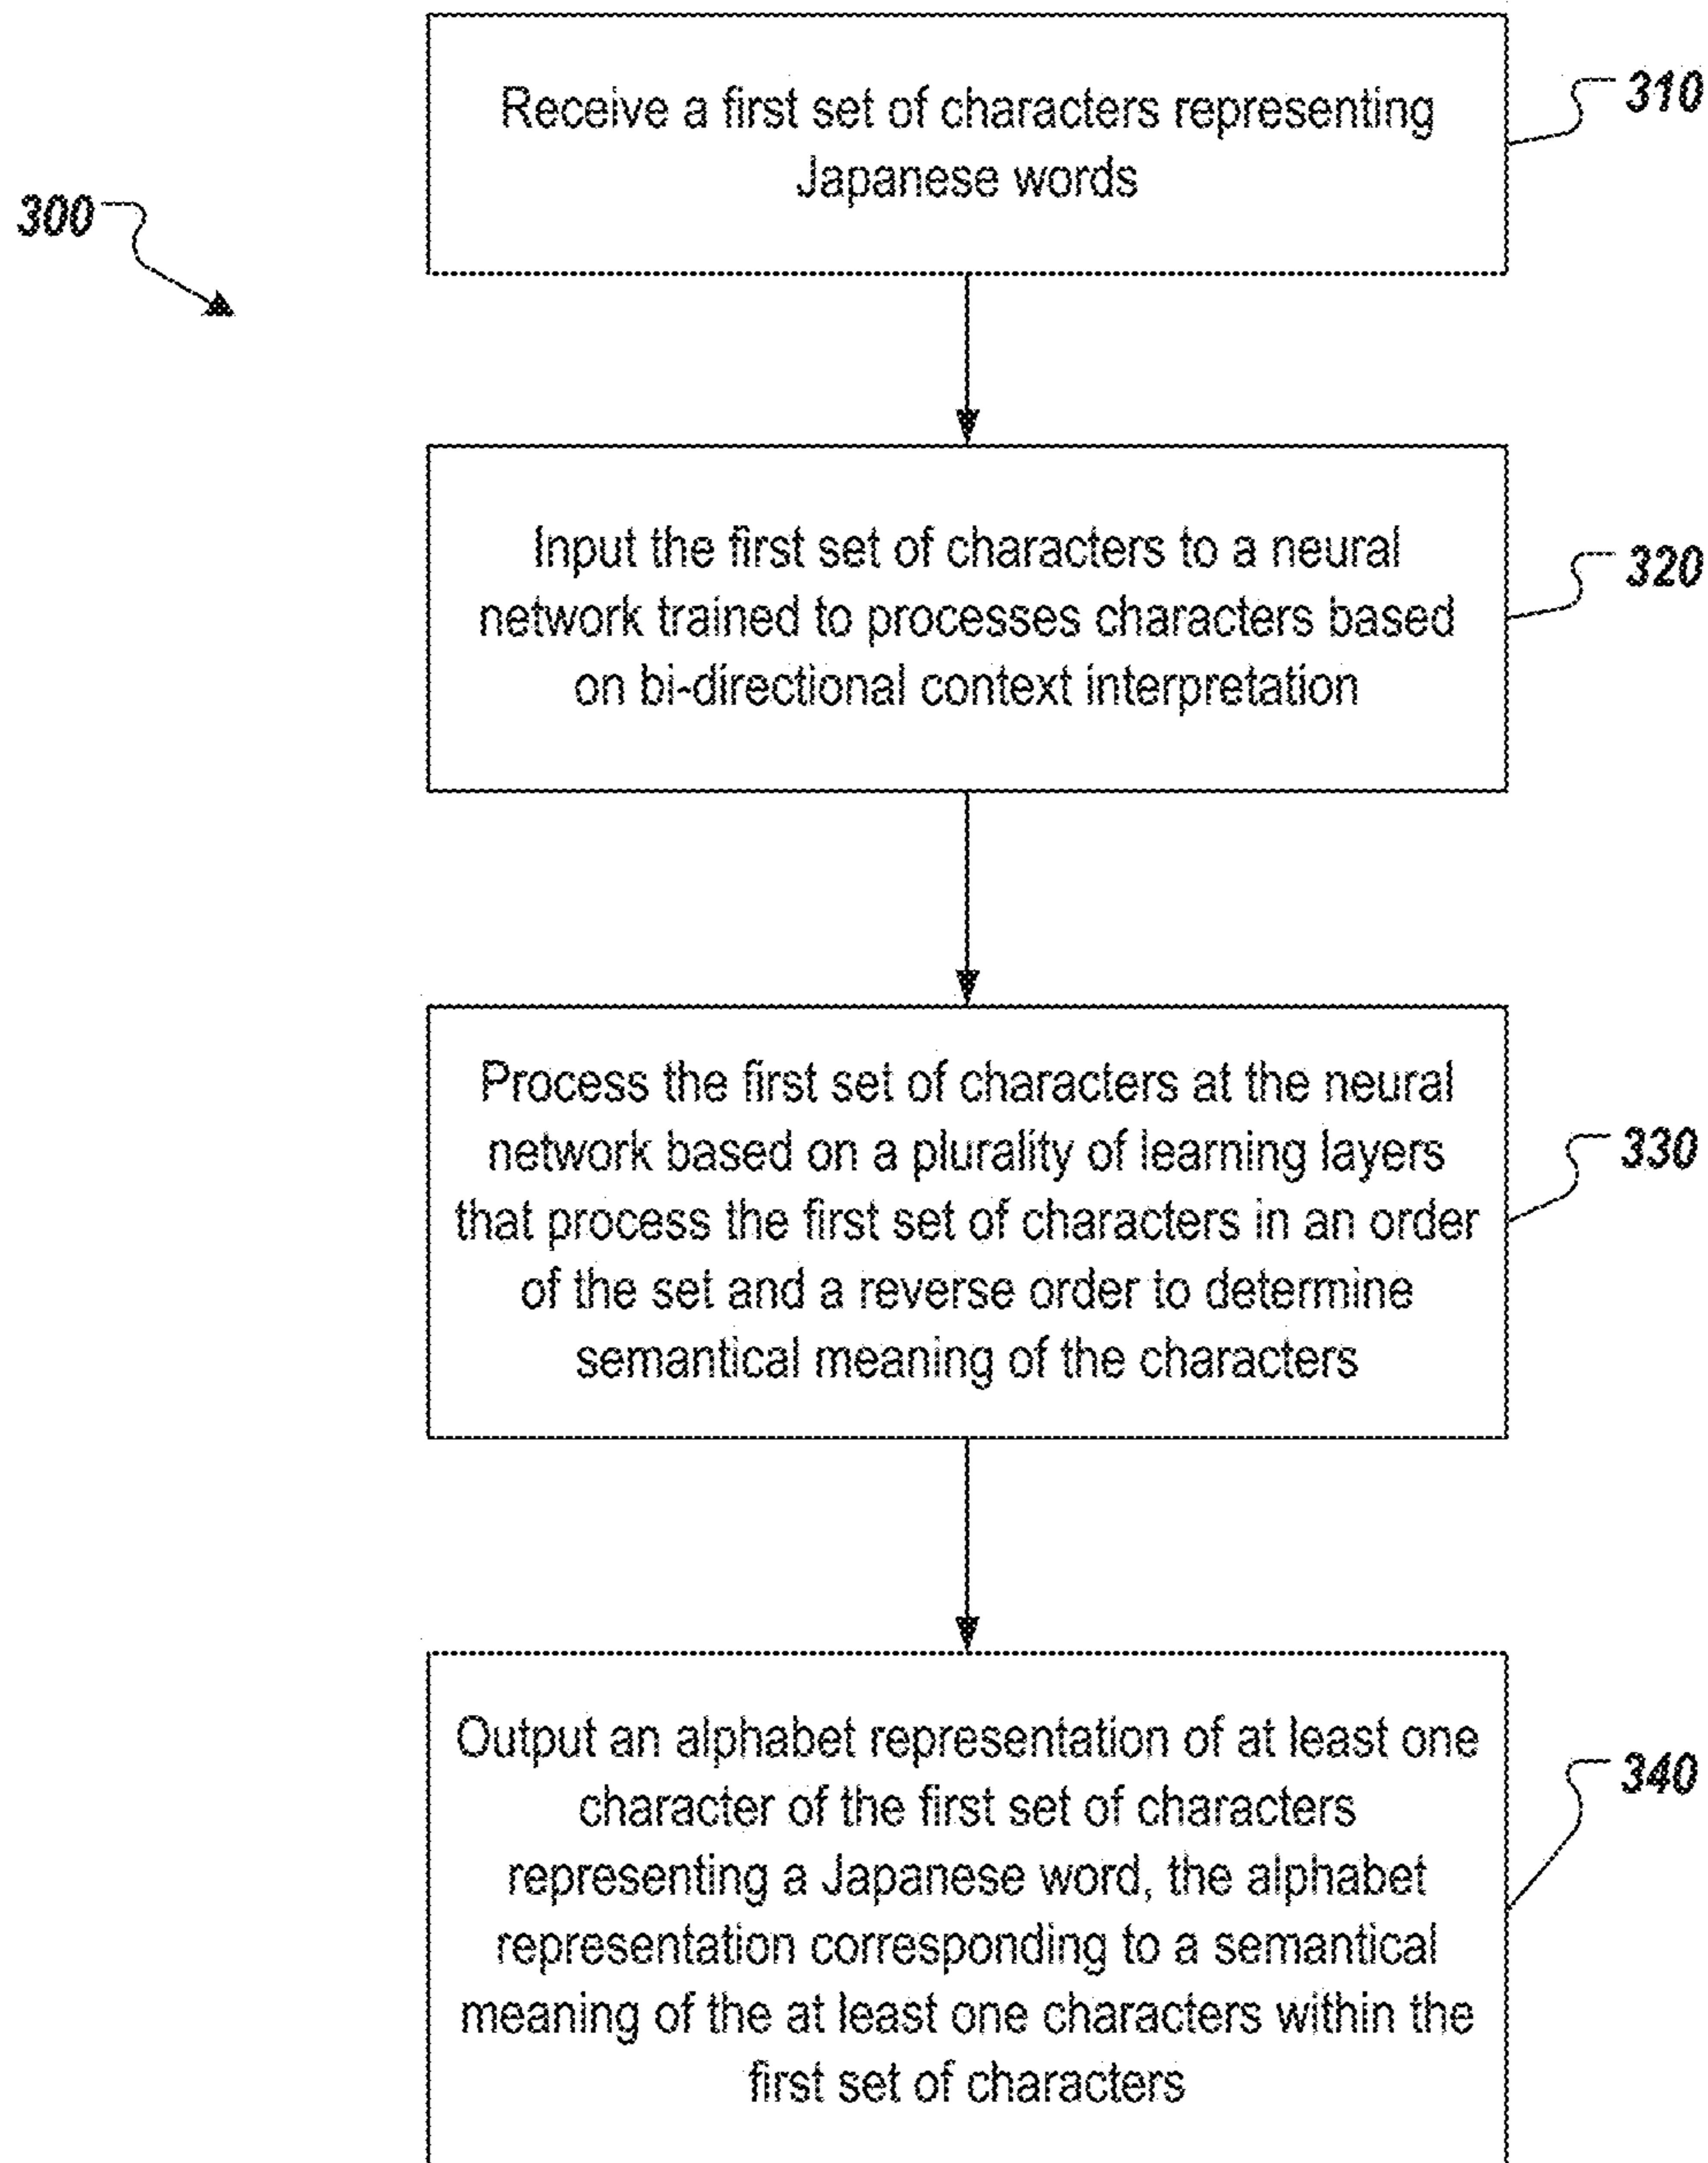 Receive a first set of characters representing
Japanese words
310
300
Input the first set of characters to a neural
network trained to processes characters based
on bi-directional context interpretation
320
Process the first set of characters at the neural
network based on a plurality of learning layers
that process the first set of characters in an order
of the set and a reverse order to determine
semantical meaning of the characters
330
Output an alphabet representation of at least one
character of the first set of characters
representing a Japanese word, the alphabet
representation corresponding to a semantical
meaning of the at least one characters within the
first set of characters
340